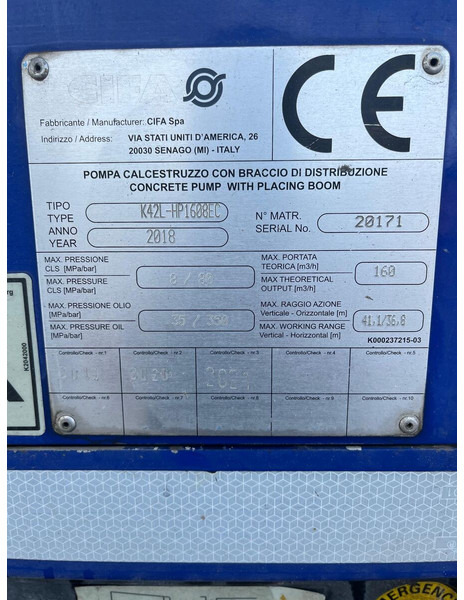 CIFA
CE
Fabbricante / Manufacturer: CIFA Spa
Indirizzo / Address: VIA STATI UNITI D'AMERICA, 26
20030 SENAGO (MI) - ITALY
POMPA CALCESTRUZZO CON BRACCIO DI DISTRIBUZIONE
CONCRETE PUMP WITH PLACING BOOM
TIPO
TYPE
K42L-HP1608EC
N° MATR.
SERIAL No.
20171
ANNO
YEAR
2018
MAX. PRESSIONE
CLS [MPa/bar]
MAX. PRESSURE
CLS [MPa/bar]
8 / 80
MAX. PORTATA
TEORICA [m3/h]
MAX THEORETICAL
OUTPUT [m3/h]
160
MAX. PRESSIONE OLIO
[MPa/bar]
MAX. PRESSURE OIL
[MPa/bar]
35 / 350
MAX. RAGGIO AZIONE
Verticale - Orizzontale [m]
MAX. WORKING RANGE
Vertical - Horizzontal [m]
41,1/36,8
K000237215-03
Controllo/Check - nr.1 Controllo/Check - nr.2 Controllo/Check - nr.3 Controllo/Check - nr.4 Controllo/Check - nr.5
Controllo/Check - nr.6 Controllo/Check - nr.7 Controllo/Check - nr.8 Controllo/Check - nr.9 Controllo/Check - nr.10
K2042000
EMERGENCY